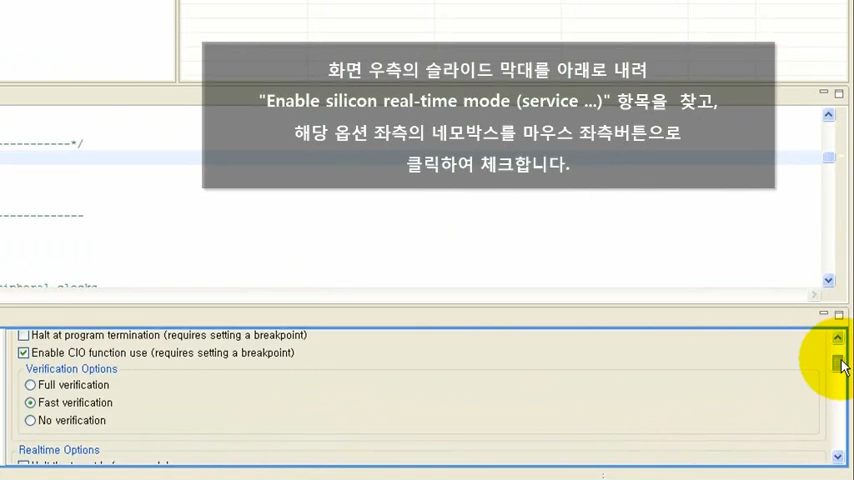 화면 우측의 슬라이드 막대를 아래로 내려
"Enable silicon real-time mode (service ...)" 항목을 찾고,
해당 옵션 좌측의 네모박스를 마우스 좌측버튼으로
클릭하여 체크합니다.
-----------*/
--------------
ipheral clocks
Halt at program termination (requires setting a breakpoint)
Enable CIO function use (requires setting a breakpoint)
Verification Options
Full verification
Fast verification
No verification
Realtime Options